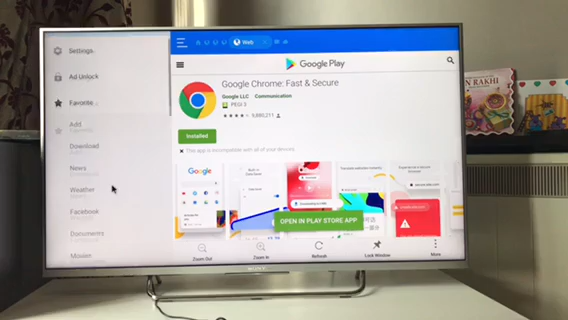 Settings
Ad Unlock
Favorite
Add
Download
News
Weather
Facebook
Documents
Movies
Web
Google Play
Google Chrome: Fast & Secure
Google LLC Communication
PEGI 3
Installed
This app is incompatible with all of your devices.
Google
OPEN IN PLAY STORE APP
Zoom Out
Zoom In
Refresh
Lock Window
More
SONY
RAKHI